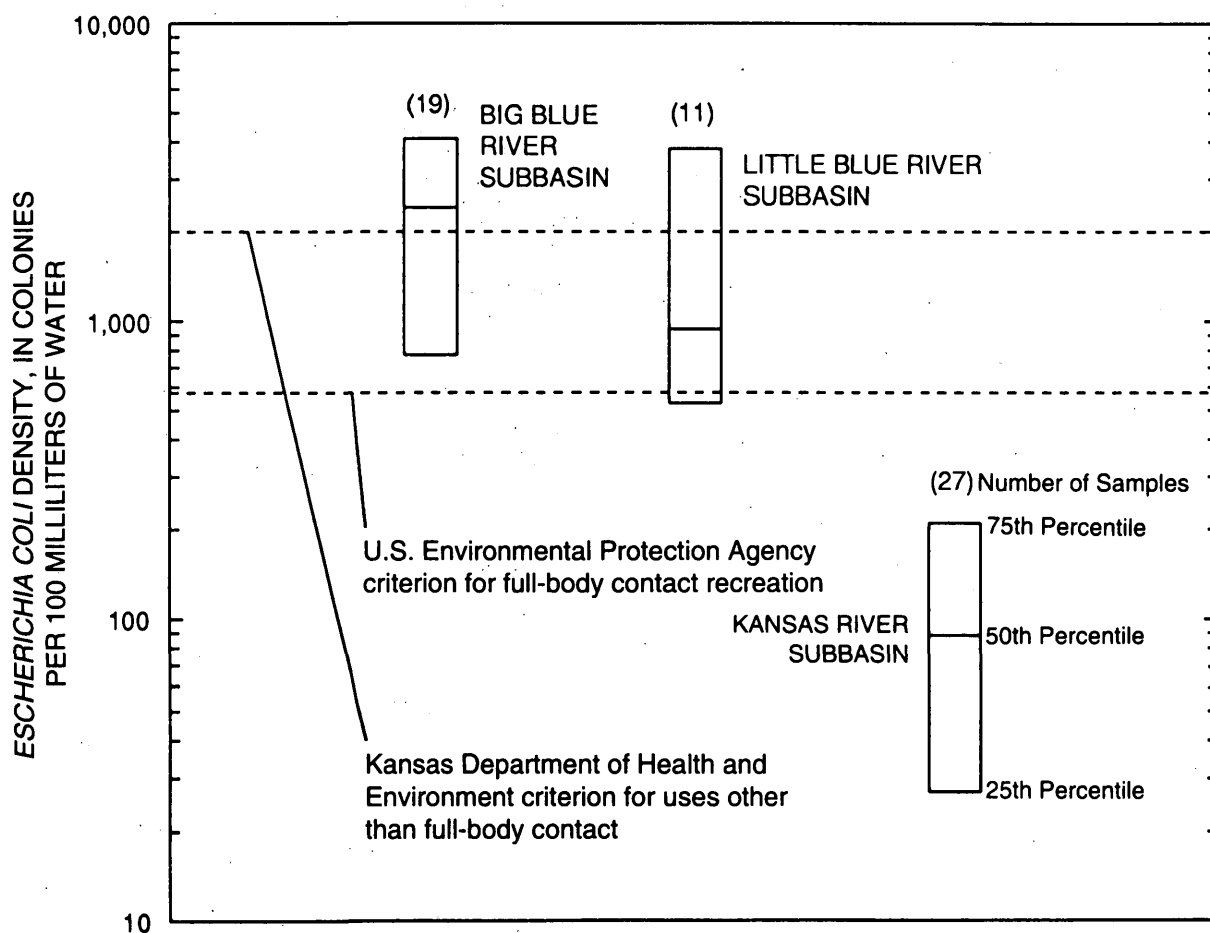 10,000
(19)
BIG BLUE
RIVER
SUBBASIN
(11)
LITTLE BLUE RIVER
SUBBASIN
ESCHERICHIA COLI DENSITY, IN COLONIES
PER 100 MILLILITERS OF WATER
1,000
(27) Number of Samples
75th Percentile
U.S. Environmental Protection Agency
criterion for full-body contact recreation
100
KANSAS RIVER
SUBBASIN
50th Percentile
Kansas Department of Health and
Environment criterion for uses other
than full-body contact
25th Percentile
10